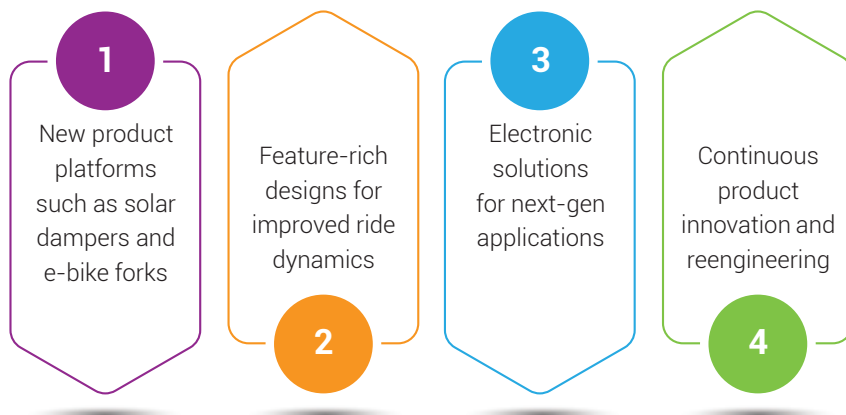 1
New product
platforms
such as solar
dampers and
e-bike forks
Feature-rich
designs for
improved ride
dynamics
2
3
Electronic
solutions
for next-gen
applications
Continuous
product
innovation and
reengineering
4